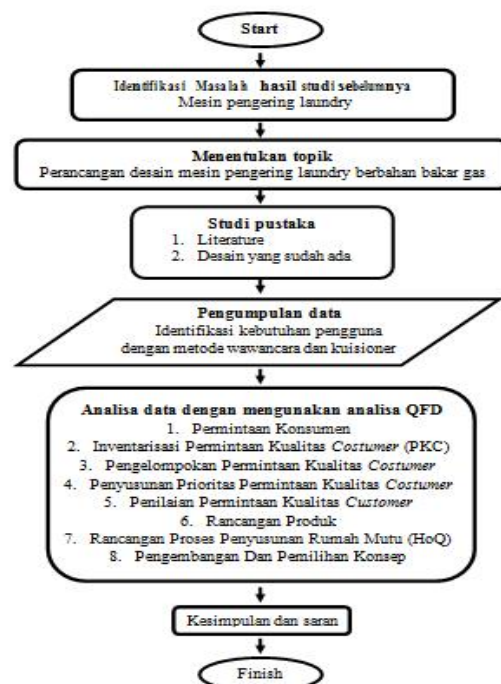 Start
Identifikasi Masalah hasil studi sebelumnya
Mesin pengering laundry
Menentukan topik
Perancangan desain mesin pengering laundry berbahan bakar gas
Studi pustaka
1. Literature
2. Desain yang sudah ada
Pengumpulan data
Identifikasi kebutuhan pengguna
dengan metode wawancara dan kuisioner
Analisa data dengan mengunakan analisa QFD
1. Permintaan Konsumen
2. Inventarisasi Permintaan Kualitas Costumer (PKC)
3. Pengelompokan Permintaan Kualitas Costumer
4. Penyusunan Prioritas Permintaan Kualitas Costumer
5. Penilaian Permintaan Kualitas Customer
6. Rancangan Produk
7. Rancangan Proses Penyusunan Rumah Mutu (HoQ)
8. Pengembangan Dan Pemilihan Konsep
Kesimpulan dan saran
Finish